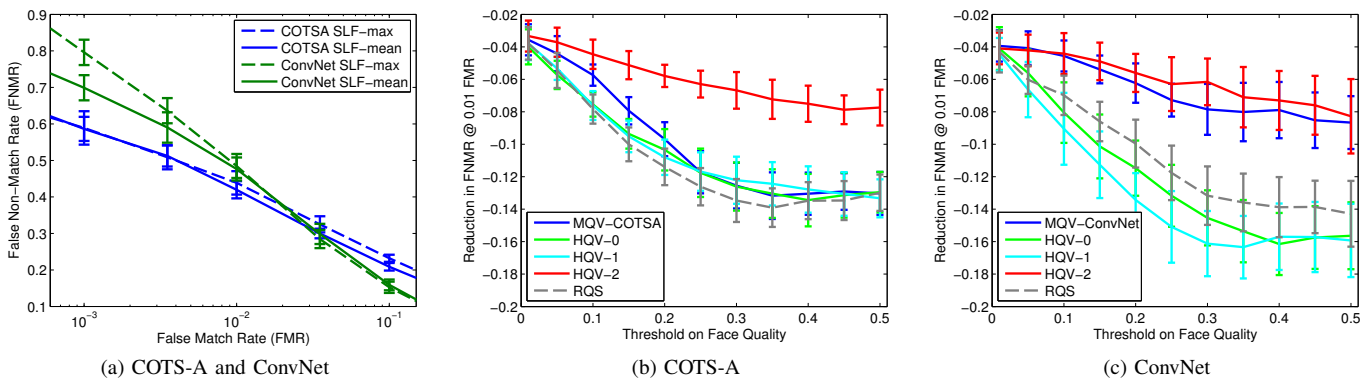 0.9
0.8
0.7
0.6
0.5
0.4
0.3
0.2
0.1
False Non−Match Rate (FNMR)
10−3
10−2
10−1
False Match Rate (FMR)
COTSA SLF−max
COTSA SLF−mean
ConvNet SLF−max
ConvNet SLF−mean
(a) COTS-A and ConvNet
−0.02
−0.04
−0.06
−0.08
−0.1
−0.12
−0.14
−0.16
−0.18
−0.2
Reduction in FNMR @ 0.01 FMR
0
0.1
0.2
0.3
0.4
0.5
Threshold on Face Quality
MQV−COTSA
HQV−0
HQV−1
HQV−2
RQS
(b) COTS-A
−0.02
−0.04
−0.06
−0.08
−0.1
−0.12
−0.14
−0.16
−0.18
−0.2
Reduction in FNMR @ 0.01 FMR
0
0.1
0.2
0.3
0.4
0.5
Threshold on Face Quality
MQV−ConvNet
HQV−0
HQV−1
HQV−2
RQS
(c) ConvNet